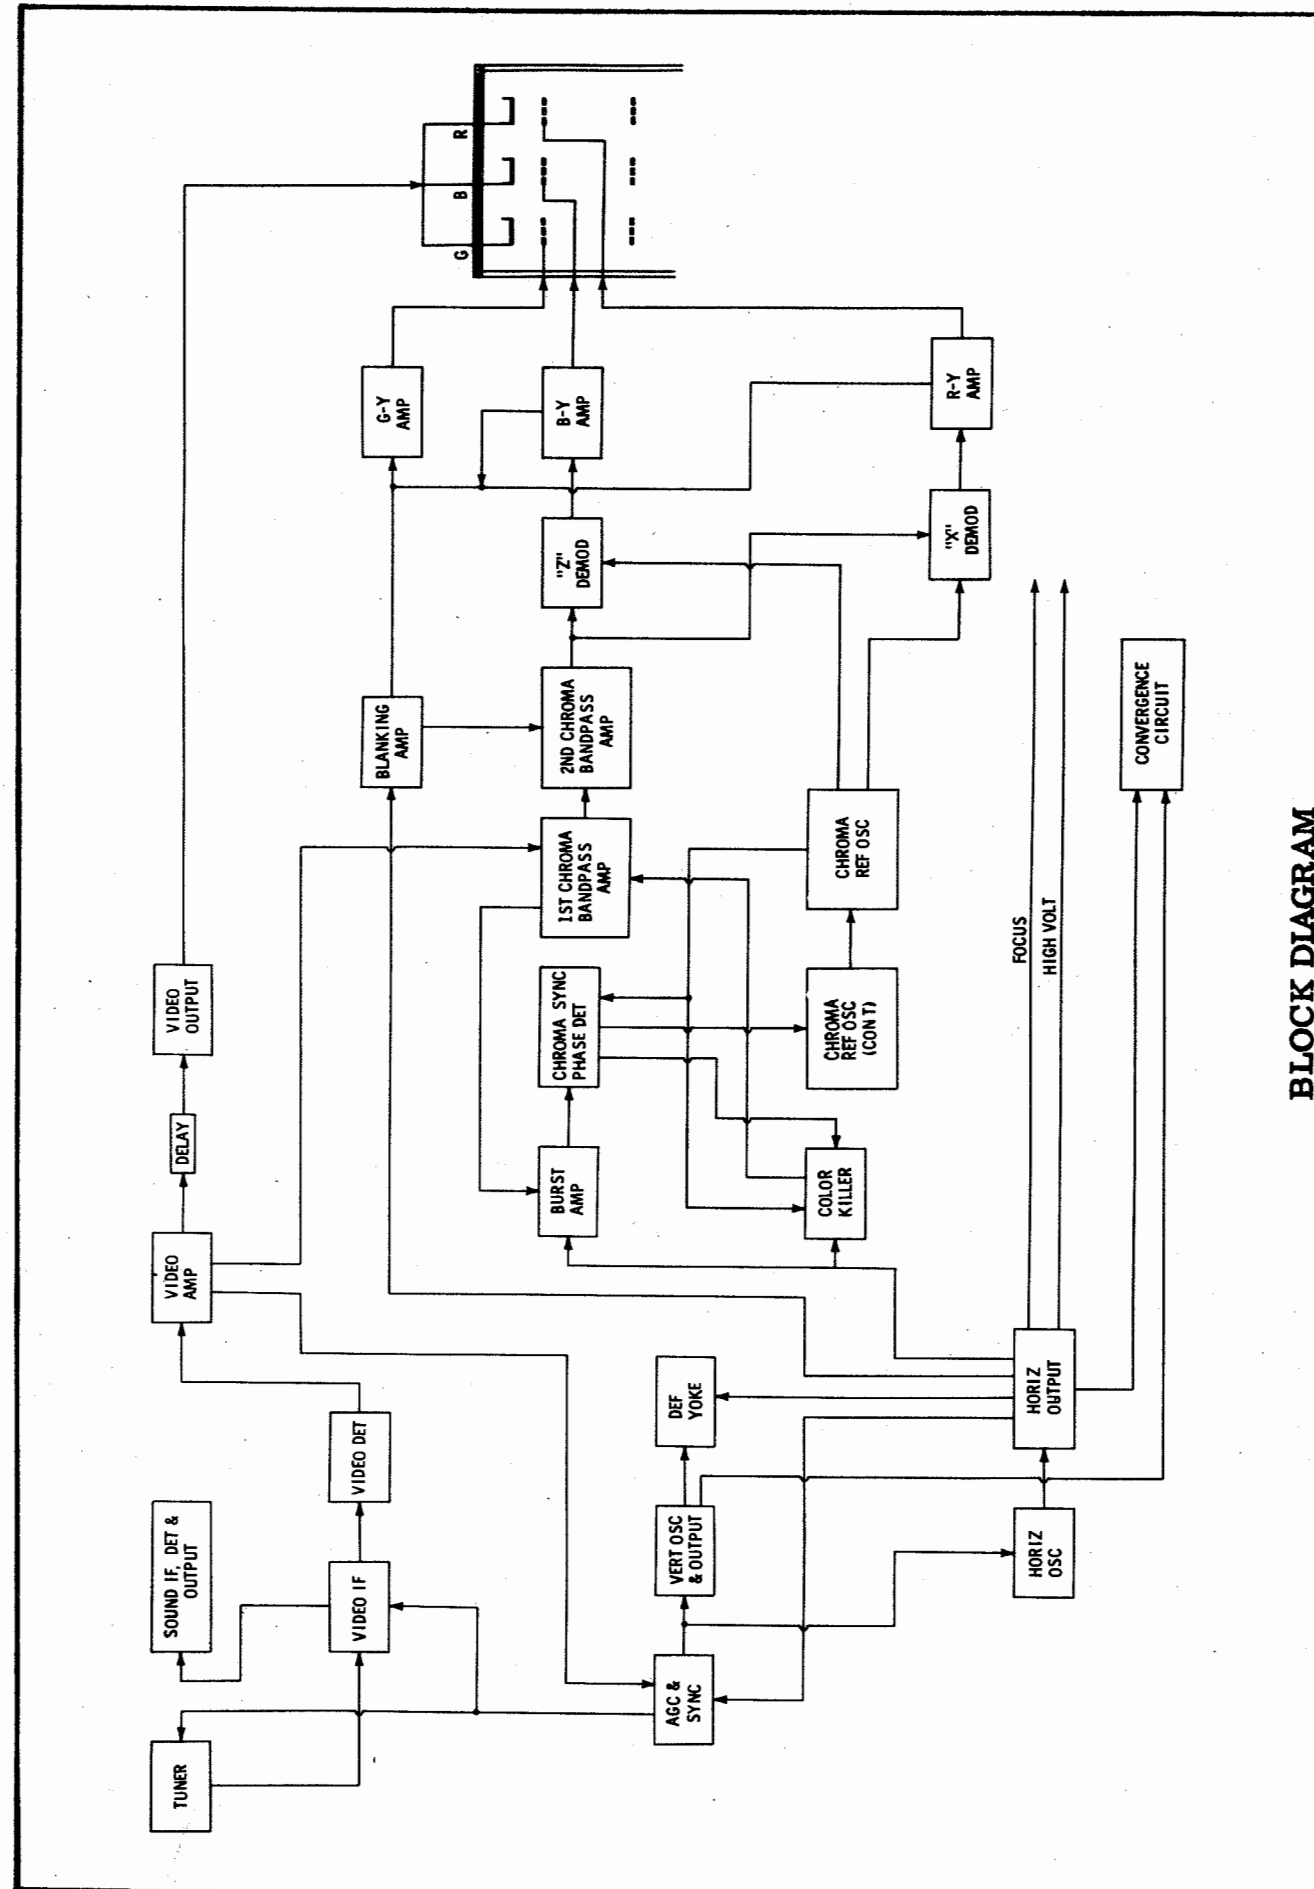 TUNER
SOUND IF, DET &
OUTPUT
VIDEO IF
VIDEO DET
VIDEO
AMP
DELAY
VIDEO
OUTPUT
BLANKING
AMP
G-Y
AMP
G
B
R
BURST
AMP
CHROMA SYNC
PHASE DET
1ST CHROMA
BANDPASS
AMP
2ND CHROMA
BANDPASS
AMP
"Z"
DEMOD
B-Y
AMP
AGC &
SYNC
VERT OSC
& OUTPUT
DEF
YOKE
COLOR
KILLER
CHROMA
REF OSC
(CONT)
CHROMA
REF OSC
"X"
DEMOD
R-Y
AMP
HORIZ
OSC
HORIZ
OUTPUT
FOCUS
HIGH VOLT
CONVERGENCE
CIRCUIT
BLOCK DIAGRAM